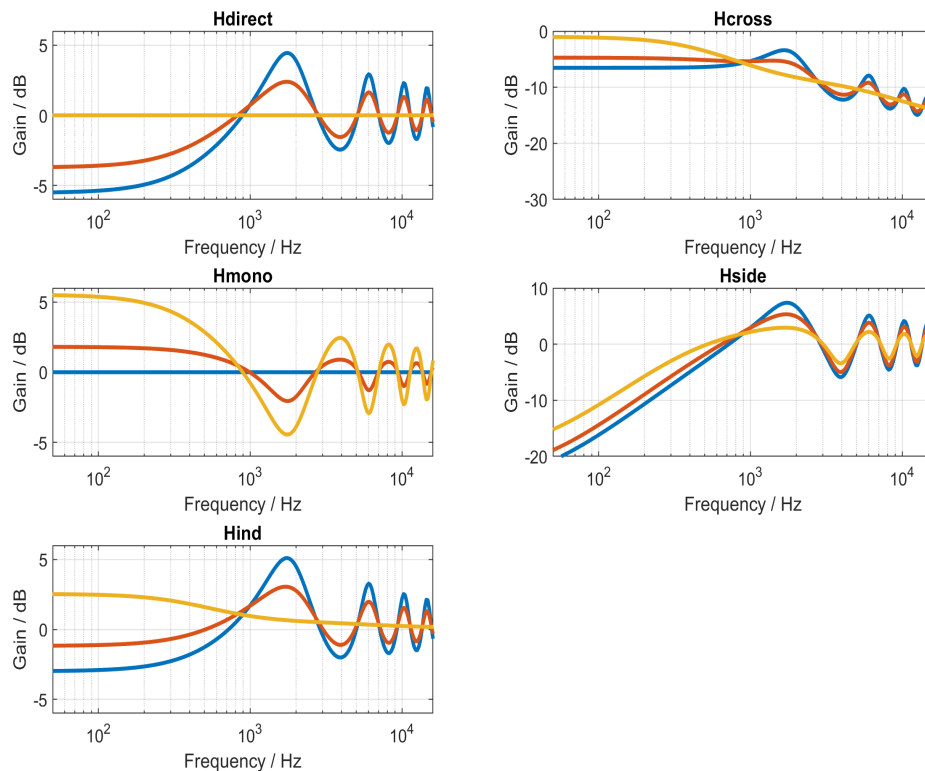 Hdirect
5
0
-5
Gain / dB
10^2
10^3
10^4
Frequency / Hz
Hcross
0
-10
-20
-30
Gain / dB
10^2
10^3
10^4
Frequency / Hz
Hmono
5
0
-5
Gain / dB
10^2
10^3
10^4
Frequency / Hz
Hside
10
0
-10
-20
Gain / dB
10^2
10^3
10^4
Frequency / Hz
Hind
5
0
-5
Gain / dB
10^2
10^3
10^4
Frequency / Hz